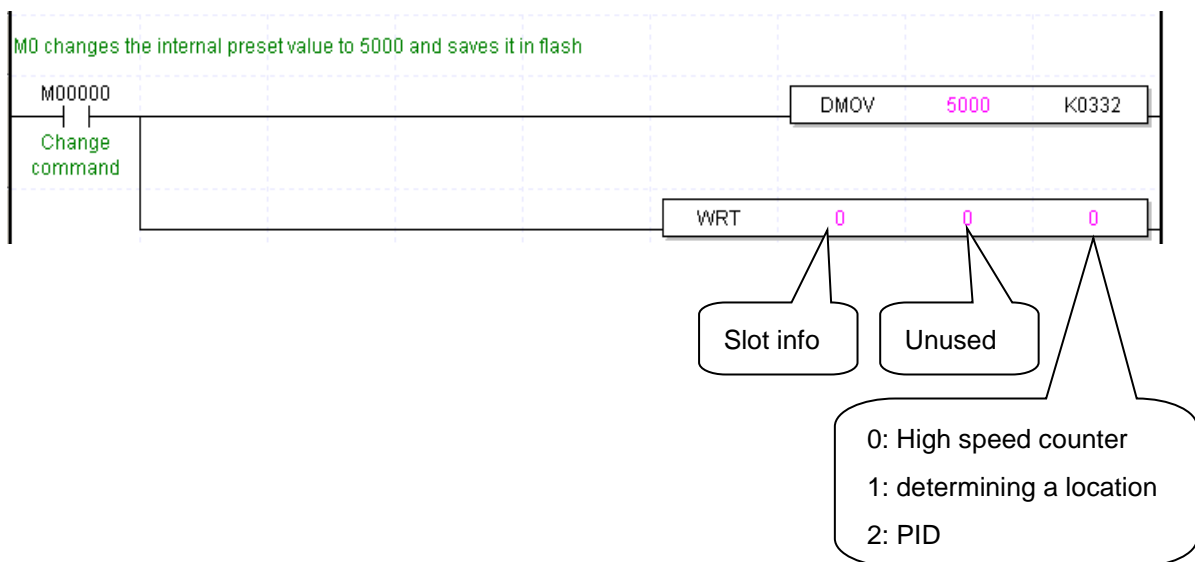 M0 changes the internal preset value to 5000 and saves it in flash
M00000
DMOV 5000 K0332
Change
command
WRT 0 0 0
Slot info
Unused
0: High speed counter
1: determining a location
2: PID